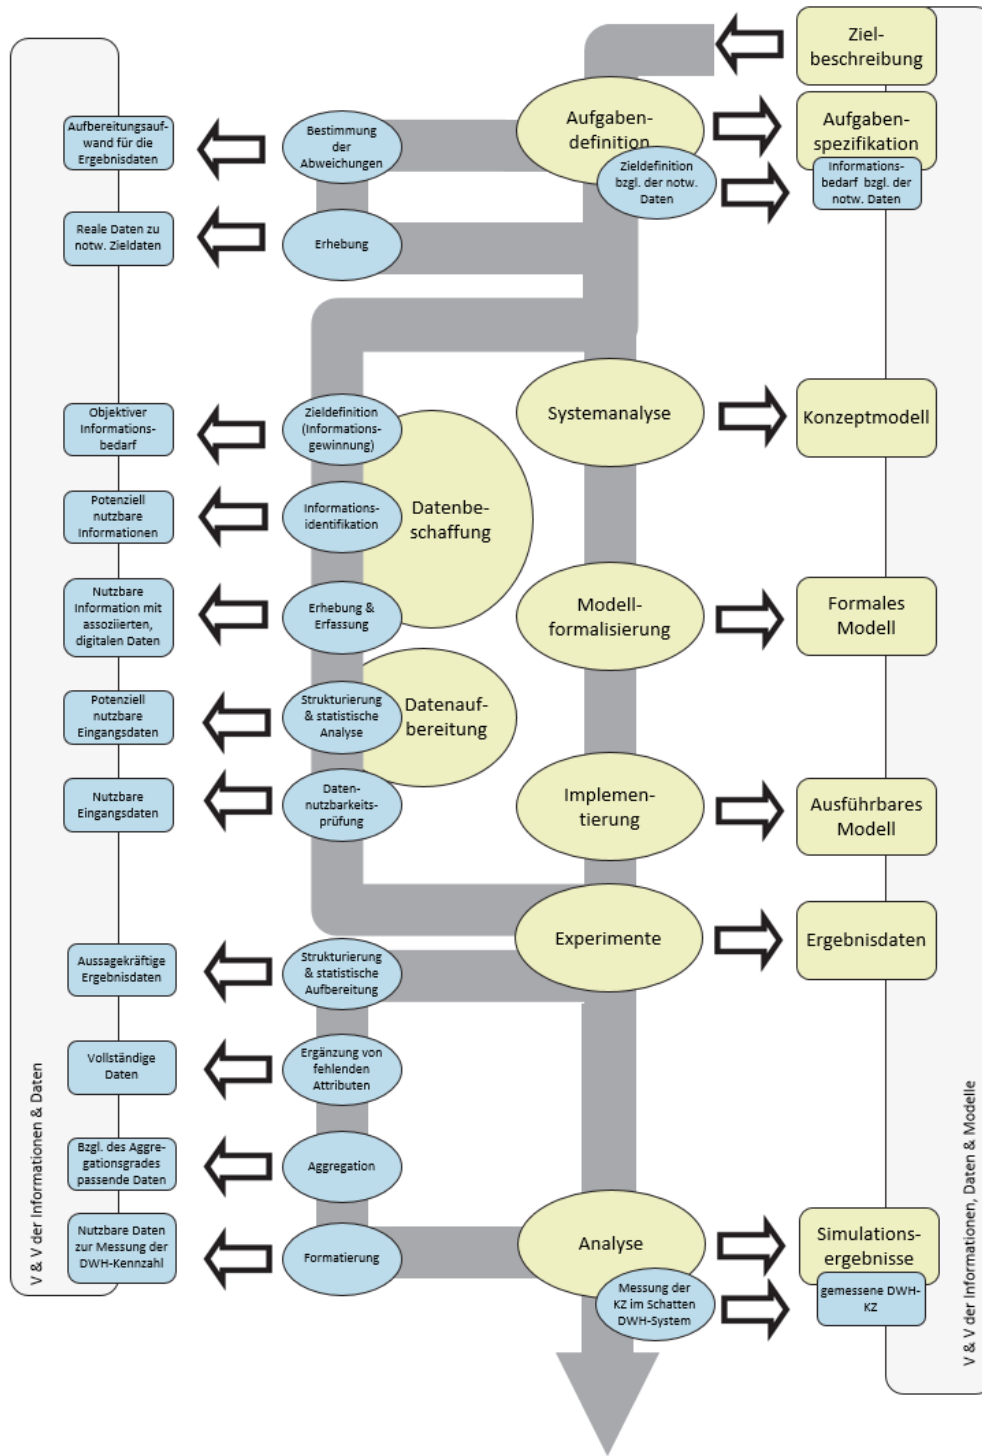 Ziel-
beschreibung
Aufgaben-
definition
Aufgaben-
spezifikation
Zieldefinition
bzgl. der notw.
Daten
Informations-
bedarf bzgl. der
notw. Daten
Aufbereitungsauf-
wand für die
Ergebnisdaten
Bestimmung
der
Abweichungen
Reale Daten zu
notw. Zieldaten
Erhebung
Objektiver
Informations-
bedarf
Zieldefinition
(Informations-
gewinnung)
Systemanalyse
Konzeptmodell
Potenziell
nutzbare
Informationen
Informations-
identifikation
Datenbe-
schaffung
Nutzbare
Information mit
assoziierten,
digitalen Daten
Erhebung &
Erfassung
Modell-
formalisierung
Formales
Modell
Potenziell
nutzbare
Eingangsdaten
Strukturierung
& statistische
Analyse
Datenauf-
bereitung
Nutzbare
Eingangsdaten
Daten-
nutzbarkeits-
prüfung
Implemen-
tierung
Ausführbares
Modell
Experimente
Ergebnisdaten
Aussagekräftige
Ergebnisdaten
Strukturierung
& statistische
Aufbereitung
Vollständige
Daten
Ergänzung von
fehlenden
Attributen
Bzgl. des Aggre-
gationsgrades
passende Daten
Aggregation
Nutzbare Daten
zur Messung der
DWH-Kennzahl
Formatierung
Analyse
Simulations-
ergebnisse
Messung der
KZ im Schatten
DWH-System
gemessene DWH-
KZ
V & V der Informationen & Daten
V & V der Informationen, Daten & Modelle